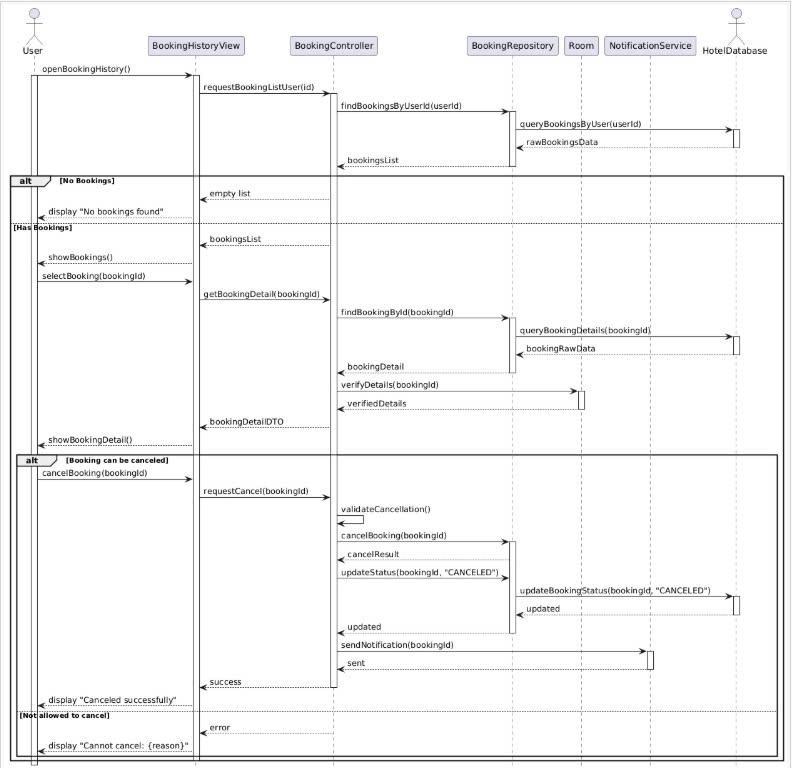 User
BookingHistoryView
BookingController
BookingRepository
Room
NotificationService
HotelDatabase
openBookingHistory()
requestBookingListUser(id)
findBookingsByUserId(userId)
queryBookingsByUser(userId)
rawBookingsData
bookingsList
alt [No Bookings]
empty list
display "No bookings found"
[Has Bookings]
bookingsList
showBookings()
selectBooking(bookingId)
getBookingDetail(bookingId)
findBookingById(bookingId)
queryBookingDetails(bookingId)
bookingRawData
bookingDetail
verifyDetails(bookingId)
verifiedDetails
bookingDetailDTO
showBookingDetail()
alt [Booking can be canceled]
cancelBooking(bookingId)
requestCancel(bookingId)
validateCancellation()
cancelBooking(bookingId)
cancelResult
updateStatus(bookingId, "CANCELED")
updateBookingStatus(bookingId, "CANCELED")
updated
updated
sendNotification(bookingId)
sent
success
display "Canceled successfully"
[Not allowed to cancel]
error
display "Cannot cancel: {reason}"